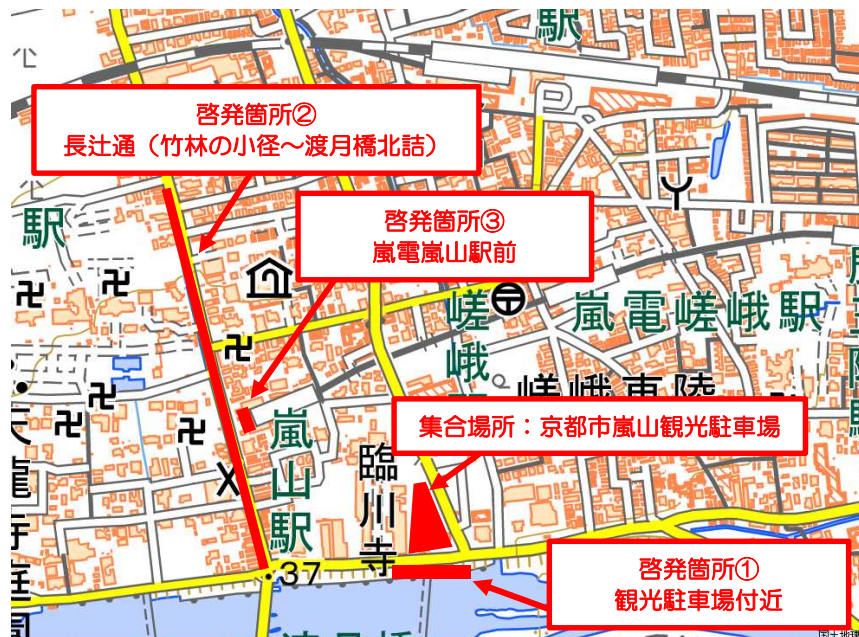 駅
啓発箇所②
長辻通（竹林の小径～渡月橋北詰）
啓発箇所③
嵐電嵐山駅前
駅
嵯峨
嵐電嵯峨駅
集合場所：京都市嵐山観光駐車場
嵐山駅
臨川寺
・37
啓発箇所①
観光駐車場付近